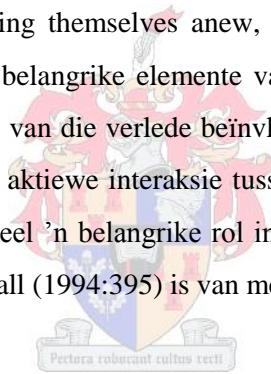 ing themselves anew,
belangrike elemente va
van die verlede beïnvl
aktiewe interaksie tuss
eel ’n belangrike rol in
all (1994:395) is van me
Pectora roborant cultus recti